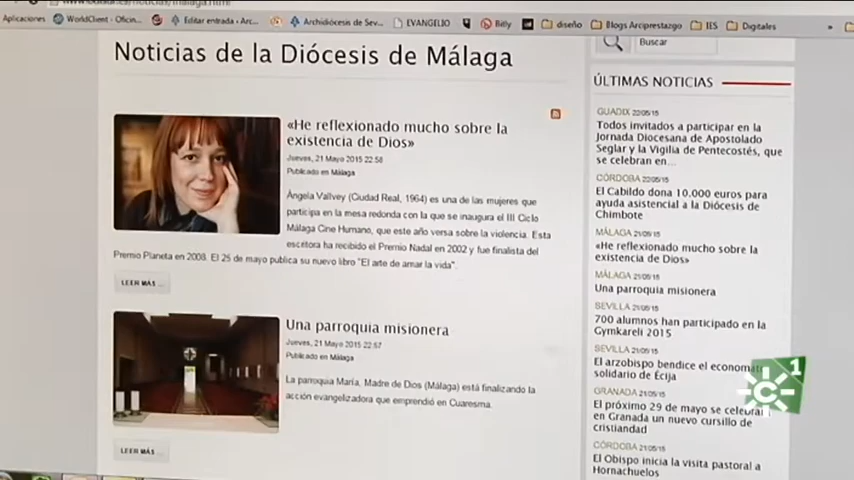 Aplicaciones WorldClient - Oficin... Editar entrada ‹ Arc... Archidiócesis de Sev... EVANGELIO Bitly diseño Blogs Arciprestazgo IES Digitales »
Noticias de la Diócesis de Málaga
«He reflexionado mucho sobre la
existencia de Dios»
Jueves, 21 Mayo 2015 22:58
Publicado en Málaga
Ángela Vallvey (Ciudad Real, 1964) es una de las mujeres que
participa en la mesa redonda con la que se inaugura el III Ciclo
Málaga Cine Humano, que este año versa sobre la violencia. Esta
escritora ha recibido el Premio Nadal en 2002 y fue finalista del
Premio Planeta en 2008. El 25 de mayo publica su nuevo libro "El arte de amar la vida".
LEER MÁS ...
Una parroquia misionera
Jueves, 21 Mayo 2015 22:57
Publicado en Málaga
La parroquia María, Madre de Dios (Málaga) está finalizando la
acción evangelizadora que emprendió en Cuaresma.
LEER MÁS ...
Buscar
ÚLTIMAS NOTICIAS
GUADIX 22/05/15
Todos invitados a participar en la
Jornada Diocesana de Apostolado
Seglar y la Vigilia de Pentecostés, que
se celebran en...
CÓRDOBA 22/05/15
El Cabildo dona 10.000 euros para
ayuda asistencial a la Diócesis de
Chimbote
MÁLAGA 21/05/15
«He reflexionado mucho sobre la
existencia de Dios»
MÁLAGA 21/05/15
Una parroquia misionera
SEVILLA 21/05/15
700 alumnos han participado en la
Gymkareli 2015
SEVILLA 21/05/15
El arzobispo bendice el economato
solidario de Écija
GRANADA 21/05/15
El próximo 29 de mayo se celebrará
en Granada un nuevo cursillo de
cristiandad
CÓRDOBA 21/05/15
El Obispo inicia la visita pastoral a
Hornachuelos
1